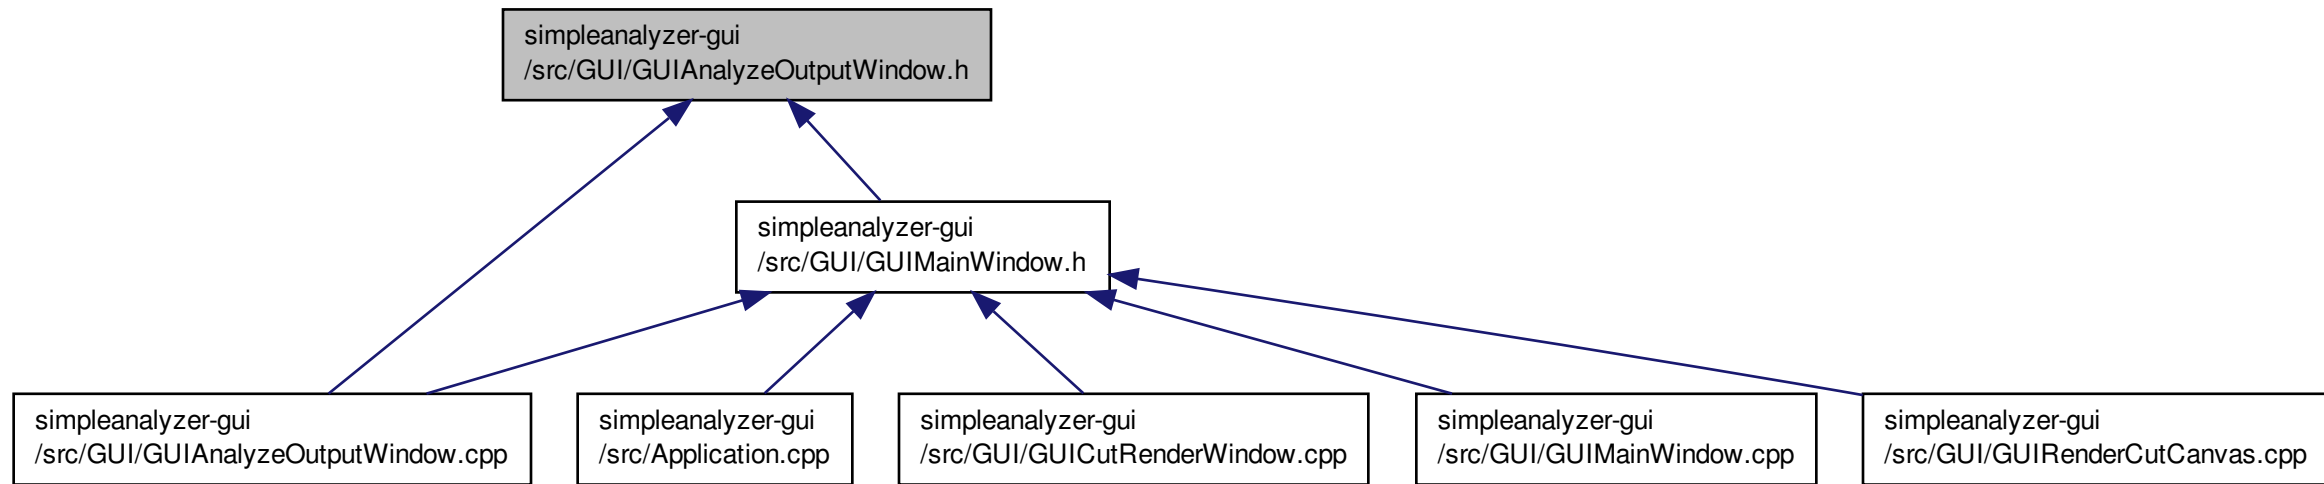 simpleanalyzer-gui
/src/GUI/GUIAnalyzeOutputWindow.h
simpleanalyzer-gui
/src/GUI/GUIMainWindow.h
simpleanalyzer-gui
/src/GUI/GUIAnalyzeOutputWindow.cpp
simpleanalyzer-gui
/src/Application.cpp
simpleanalyzer-gui
/src/GUI/GUICutRenderWindow.cpp
simpleanalyzer-gui
/src/GUI/GUIMainWindow.cpp
simpleanalyzer-gui
/src/GUI/GUIRenderCutCanvas.cpp